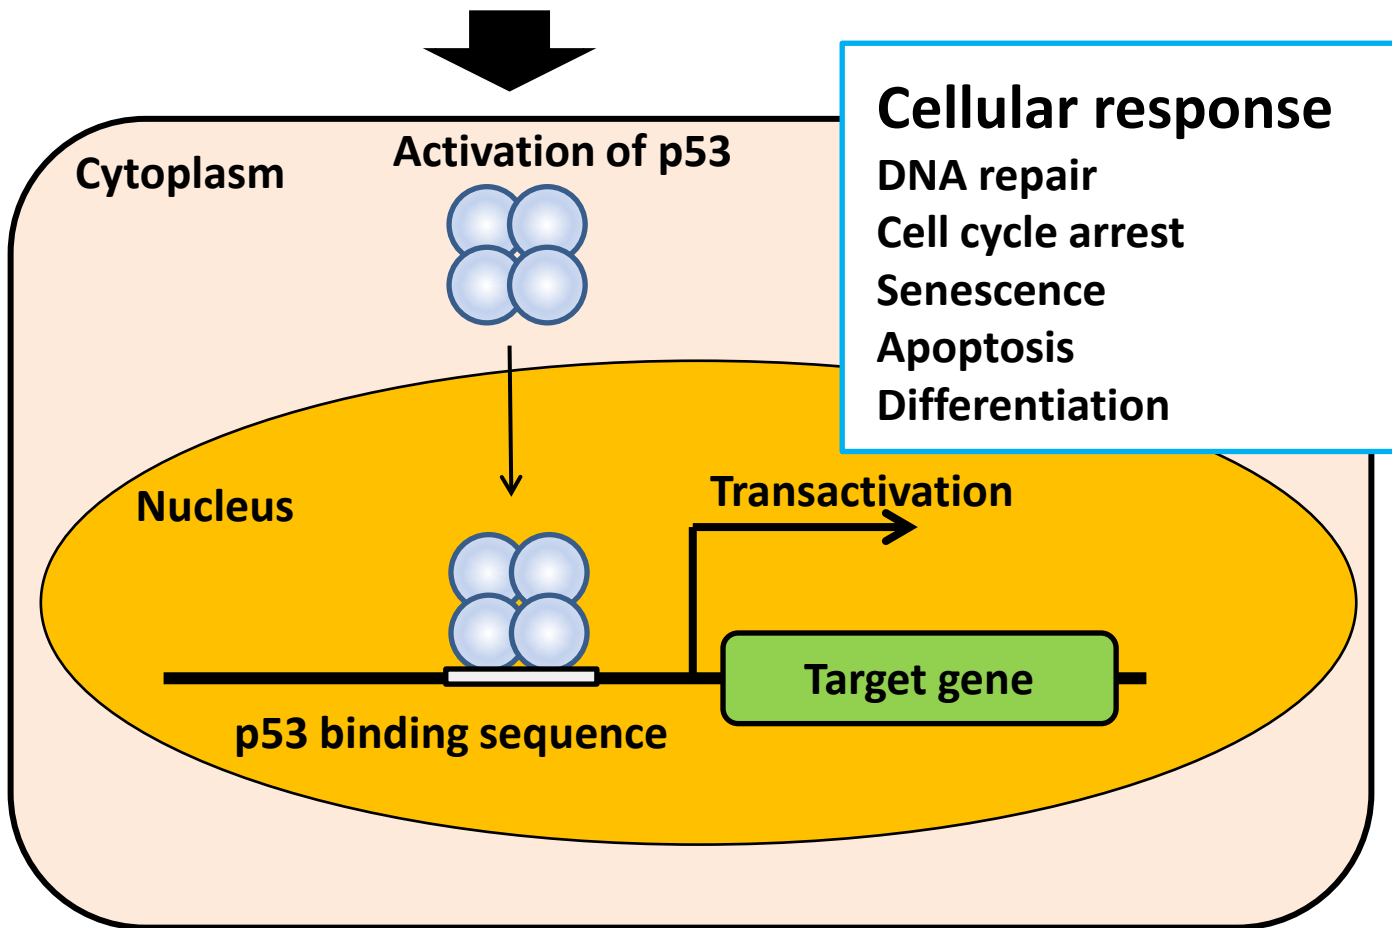 Cellular response
DNA repair
Cell cycle arrest
Senescence
Apoptosis
Differentiation
Activation of p53
Cytoplasm
Nucleus
Transactivation
Target gene
p53 binding sequence